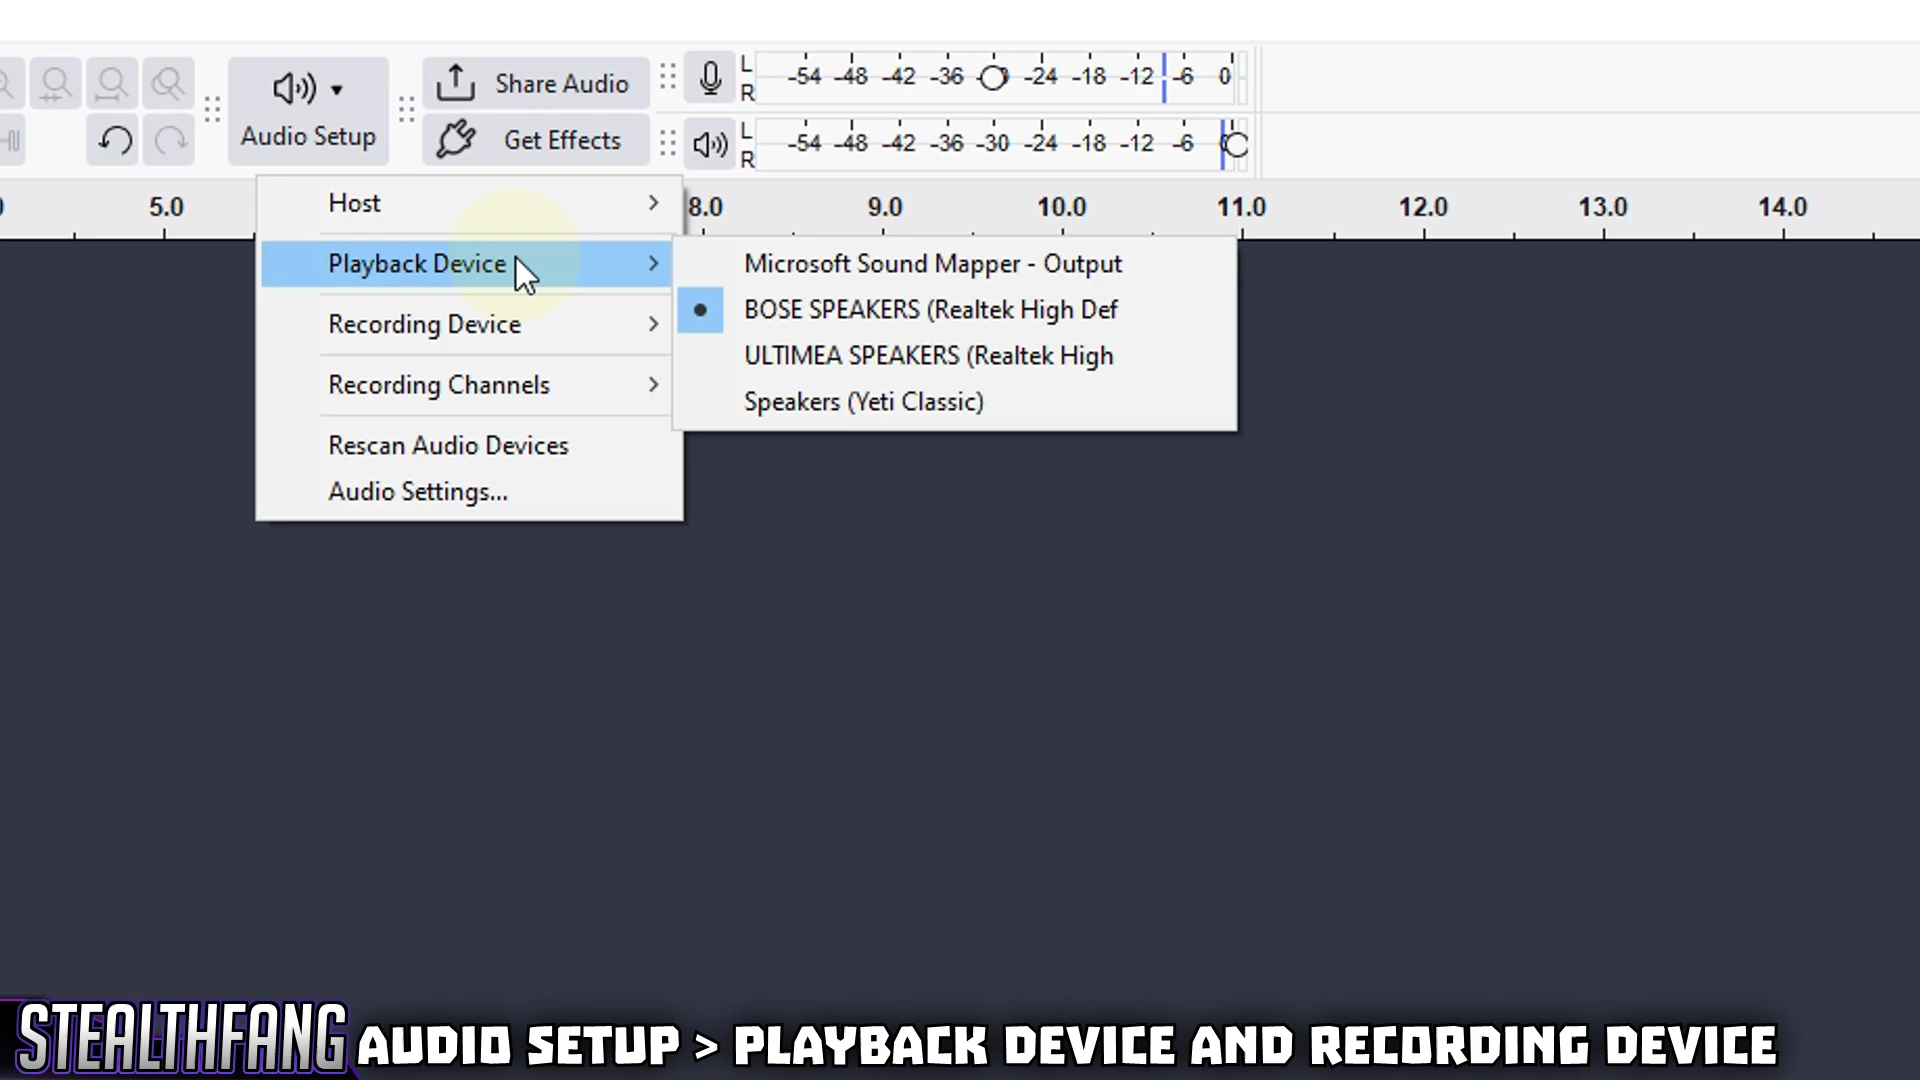 Share Audio
Audio Setup
Get Effects
L
R
-54 -48 -42 -36 -24 -18 -12 -6 0
L
R
-54 -48 -42 -36 -30 -24 -18 -12 -6
5.0 8.0 9.0 10.0 11.0 12.0 13.0 14.0
Host
Playback Device
Recording Device
Recording Channels
Rescan Audio Devices
Audio Settings...
Microsoft Sound Mapper - Output
BOSE SPEAKERS (Realtek High Def
ULTIMEA SPEAKERS (Realtek High
Speakers (Yeti Classic)
STEALTHFANG AUDIO SETUP > PLAYBACK DEVICE AND RECORDING DEVICE